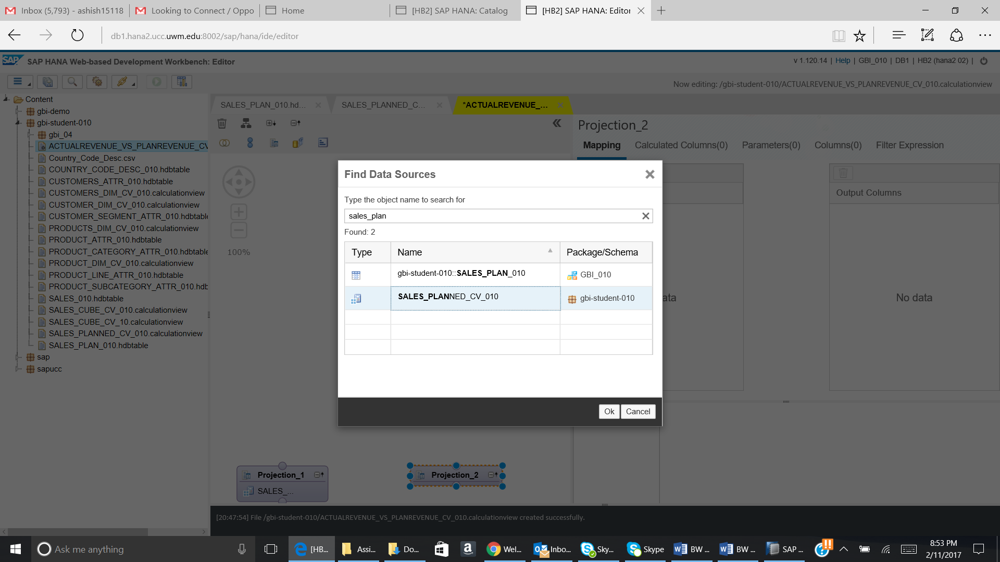 Inbox (5,793) - ashish15118
Looking to Connect / Oppo
Home
[HB2] SAP HANA: Catalog
[HB2] SAP HANA: Editor
db1.hana2.ucc.uwm.edu:8002/sap/hana/ide/editor
SAP SAP HANA Web-based Development Workbench: Editor
v 1.120.14 | Help | GBI_010 | DB1 | HB2 (hana2 02) |
Now editing: /gbi-student-010/ACTUALREVENUE_VS_PLANREVENUE_CV_010.calculationview
Content
gbi-demo
gbi-student-010
gbi_04
ACTUALREVENUE_VS_PLANREVENUE_CV
Country_Code_Desc.csv
COUNTRY_CODE_DESC_010.hdbtable
CUSTOMERS_ATTR_010.hdbtable
CUSTOMERS_DIM_CV_010.calculationview
CUSTOMER_DIM_CV_010.calculationview
CUSTOMER_SEGMENT_ATTR_010.hdbtable
PRODUCTS_DIM_CV_010.calculationview
PRODUCT_ATTR_010.hdbtable
PRODUCT_CATEGORY_ATTR_010.hdbtable
PRODUCT_DIM_CV_010.calculationview
PRODUCT_LINE_ATTR_010.hdbtable
PRODUCT_SUBCATEGORY_ATTR_010.hdb
SALES_010.hdbtable
SALES_CUBE_CV_010.calculationview
SALES_CUBE_CV_10.calculationview
SALES_PLANNED_CV_010.calculationview
SALES_PLAN_010.hdbtable
sap
sapucc
SALES_PLAN_010.hd...
SALES_PLANNED_C...
*ACTUALREVENUE_...
100%
Projection_2
Mapping
Calculated Columns(0)
Parameters(0)
Columns(0)
Filter Expression
Output Columns
ata
No data
Find Data Sources
Type the object name to search for
sales_plan
Found: 2
Type Name Package/Schema
gbi-student-010::SALES_PLAN_010 GBI_010
SALES_PLANNED_CV_010 gbi-student-010
Ok Cancel
Projection_1
SALES_...
Projection_2
[20:47:54] File /gbi-student-010/ACTUALREVENUE_VS_PLANREVENUE_CV_010.calculationview created successfully.
Ask me anything
[HB...
Assi...
Do...
Wel...
Inbo...
Sky...
Skype
BW ...
BW ...
SAP ...
8:53 PM
2/11/2017